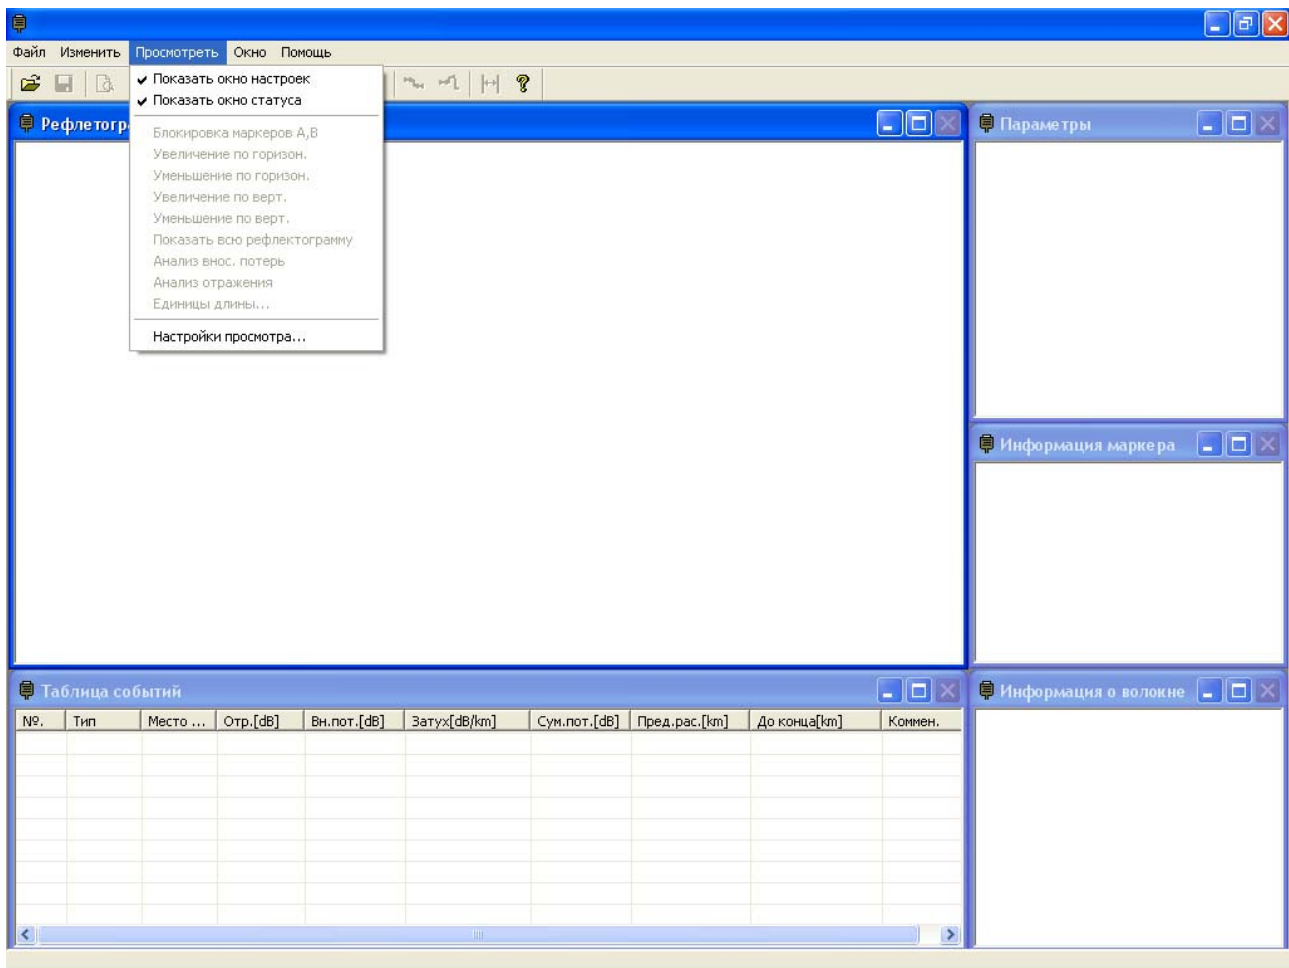 Файл Изменить Просмотреть Окно Помощь
Показать окно настроек
Показать окно статуса
Блокировка маркеров А,В
Увеличение по горизон.
Уменьшение по горизон.
Увеличение по верт.
Уменьшение по верт.
Показать всю рефлектограмму
Анализ внос. потерь
Анализ отражения
Единицы длины...
Настройки просмотра...
Рефлетогр
Параметры
Информация маркера
Таблица событий
№. Тип Место ... Отр.[dB] Вн.пот.[dB] Затух[dB/km] Сум.пот.[dB] Пред.рас.[km] До конца[km] Коммен.
Информация о волокне